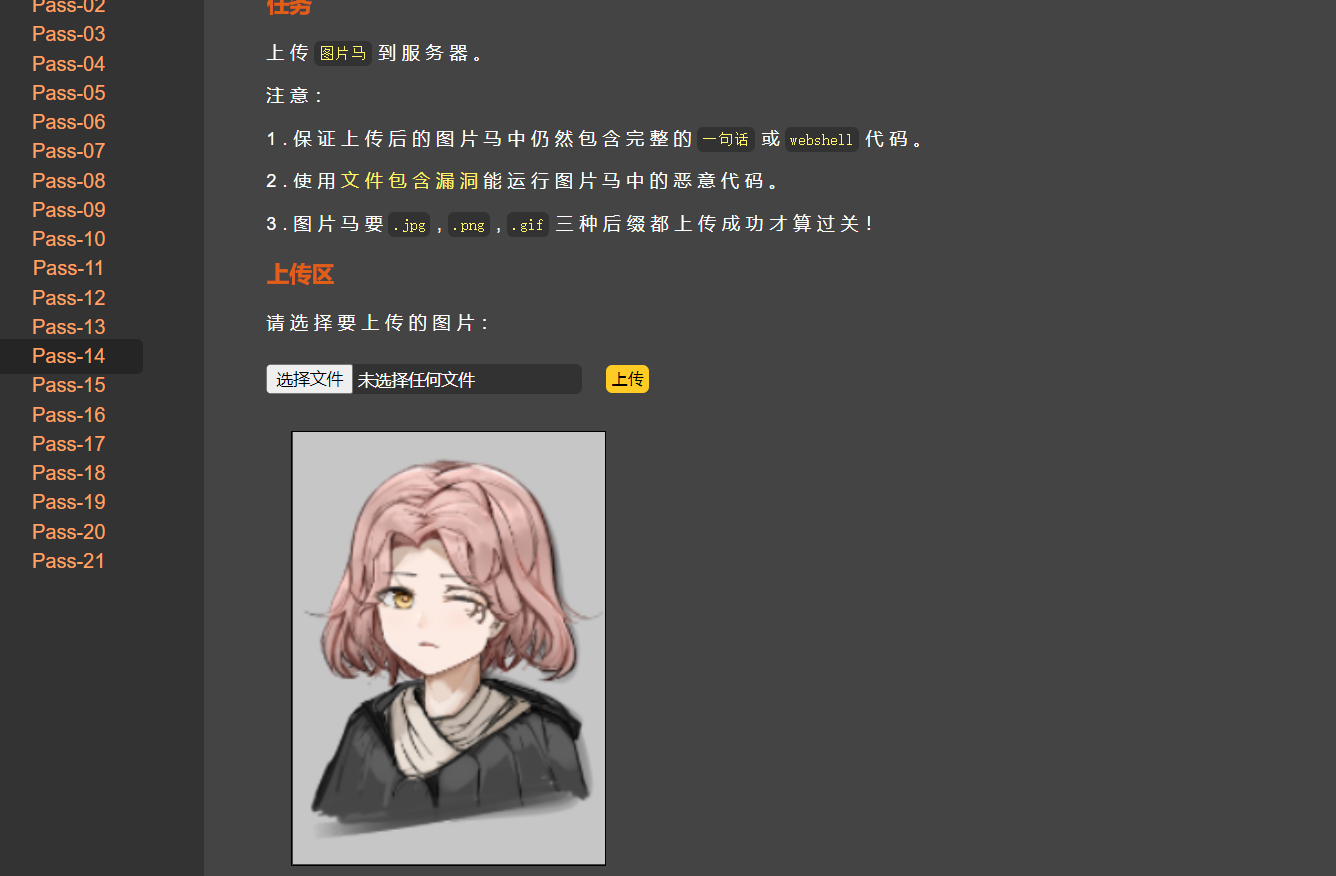 Pass-02
Pass-03
Pass-04
Pass-05
Pass-06
Pass-07
Pass-08
Pass-09
Pass-10
Pass-11
Pass-12
Pass-13
Pass-14
Pass-15
Pass-16
Pass-17
Pass-18
Pass-19
Pass-20
Pass-21
任务
上传 图片马 到服务器。
注意：
1.保证上传后的图片马中仍然包含完整的 一句话 或 webshell 代码。
2.使用文件包含漏洞能运行图片马中的恶意代码。
3.图片马要 .jpg , .png , .gif 三种后缀都上传成功才算过关！
上传区
请选择要上传的图片：
选择文件 未选择任何文件 上传